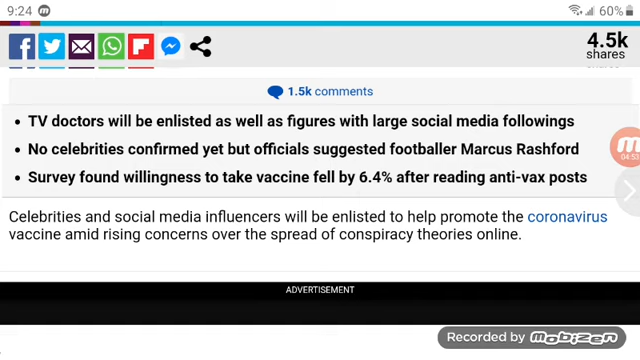 9:24
60%
4.5k
shares
1.5k comments
TV doctors will be enlisted as well as figures with large social media followings
No celebrities confirmed yet but officials suggested footballer Marcus Rashford
04:53
Survey found willingness to take vaccine fell by 6.4% after reading anti-vax posts
Celebrities and social media influencers will be enlisted to help promote the coronavirus
vaccine amid rising concerns over the spread of conspiracy theories online.
ADVERTISEMENT
Recorded by mobizen